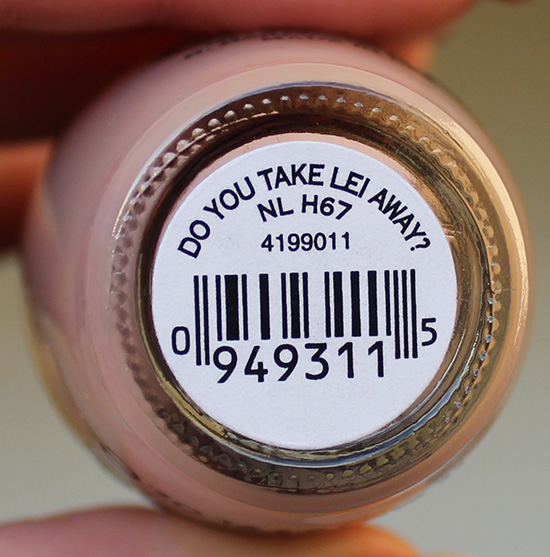 DO YOU TAKE LEI AWAY?
NL H67
4199011
0 949311 5